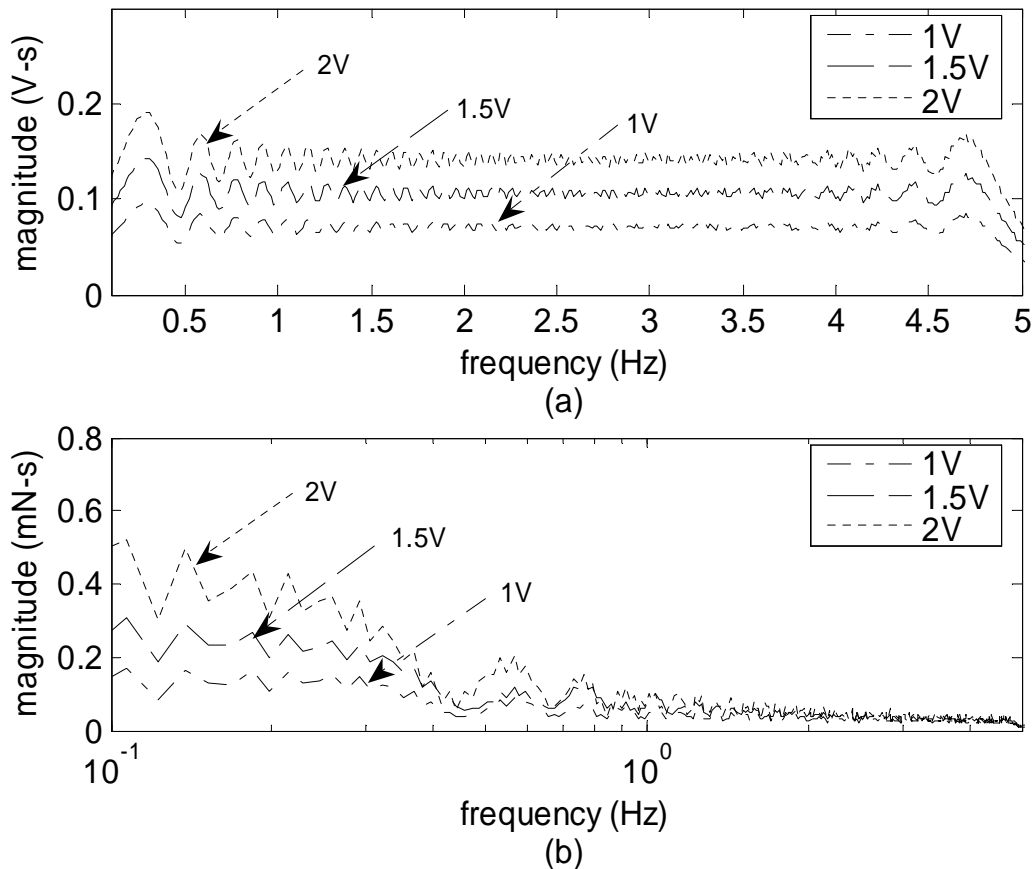 magnitude (V-s)
0.2
0.1
0
2V
1.5V
1V
1V
1.5V
2V
0.5 1 1.5 2 2.5 3 3.5 4 4.5 5
frequency (Hz)
(a)
magnitude (mN-s)
0.8
0.6
0.4
0.2
0
2V
1.5V
1V
1V
1.5V
2V
10^-1 10^0
frequency (Hz)
(b)